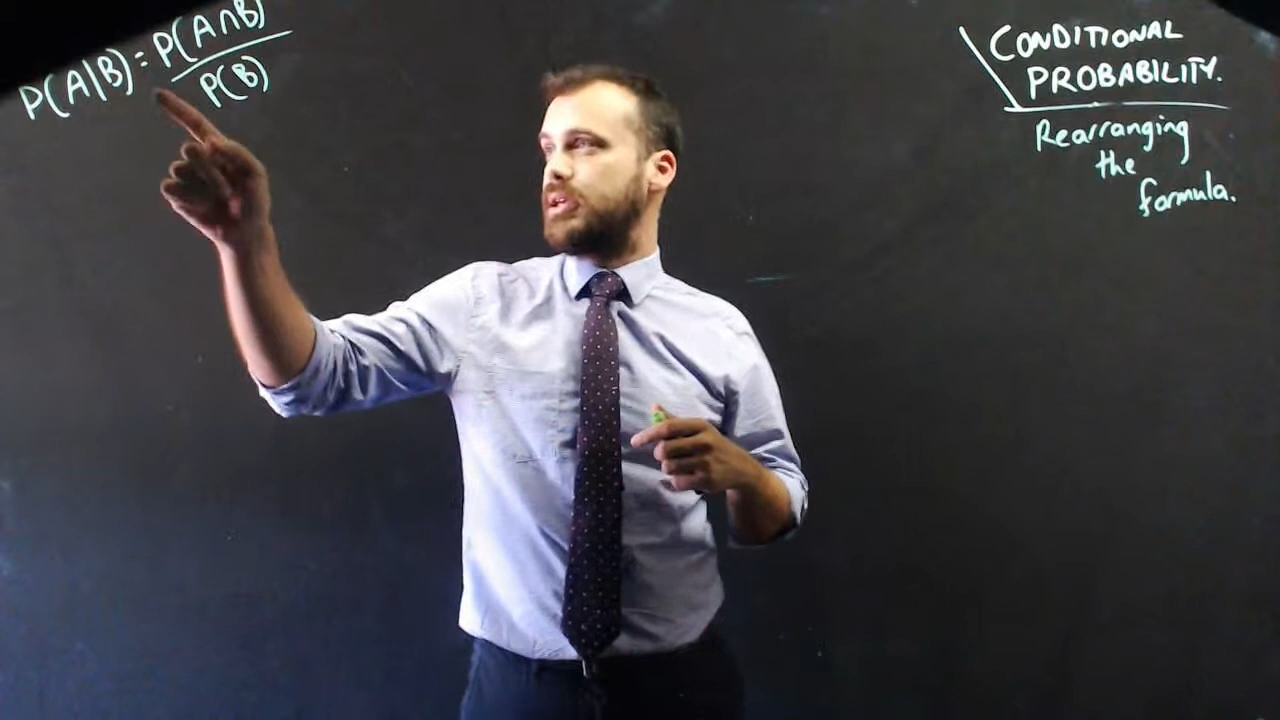 P(A|B) = P(A∩B)
P(B)
CONDITIONAL
PROBABILITY.
Rearranging
the
formula.